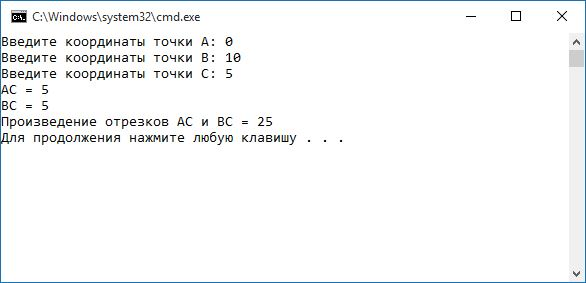 C:\Windows\system32\cmd.exe
Введите координаты точки A: 0
Введите координаты точки B: 10
Введите координаты точки C: 5
AC = 5
BC = 5
Произведение отрезков AC и BC = 25
Для продолжения нажмите любую клавишу . . .